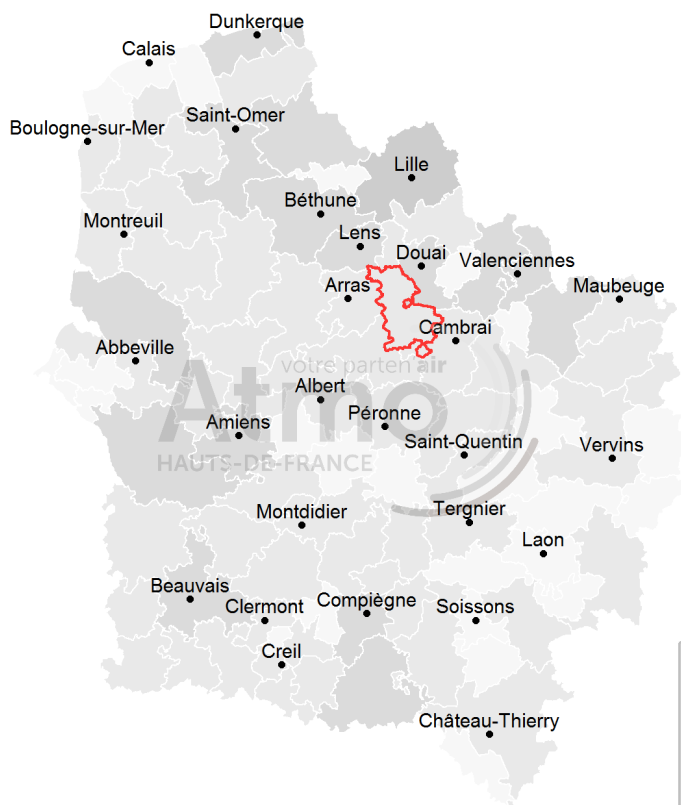 Dunkerque
Calais
Saint-Omer
Boulogne-sur-Mer
Lille
Béthune
Montreuil
Lens
Douai
Valenciennes
Arras
Maubeuge
Cambrai
Abbeville
votre parten air
Atmo
HAUTS-DE-FRANCE
Albert
Péronne
Amiens
Saint-Quentin
Vervins
Montdidier
Tergnier
Laon
Beauvais
Clermont
Compiègne
Soissons
Creil
Château-Thierry